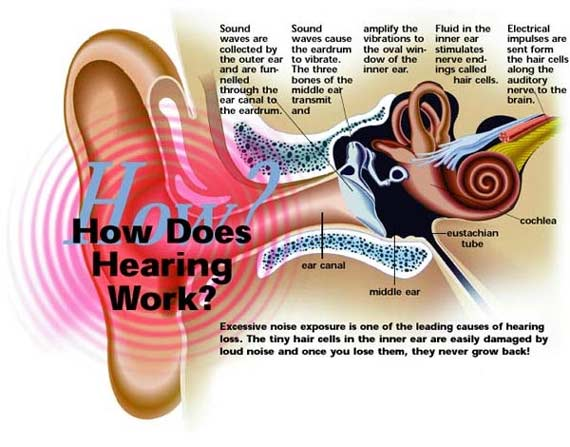 Sound
waves are
collected by
the outer ear
and are fun-
nelled
through the
ear canal to
the eardrum.
Sound
waves cause
the eardrum
to vibrate.
The three
bones of the
middle ear
transmit
and
amplify the
vibrations to
the oval win-
dow of the
inner ear.
Fluid in the
inner ear
stimulates
nerve end-
ings called
hair cells.
Electrical
impulses are
sent form
the hair cells
along the
auditory
nerve to the
brain.
How?
How Does
Hearing
Work?
cochlea
eustachian
tube
ear canal
middle ear
Excessive noise exposure is one of the leading causes of hearing
loss. The tiny hair cells in the inner ear are easily damaged by
loud noise and once you lose them, they never grow back!